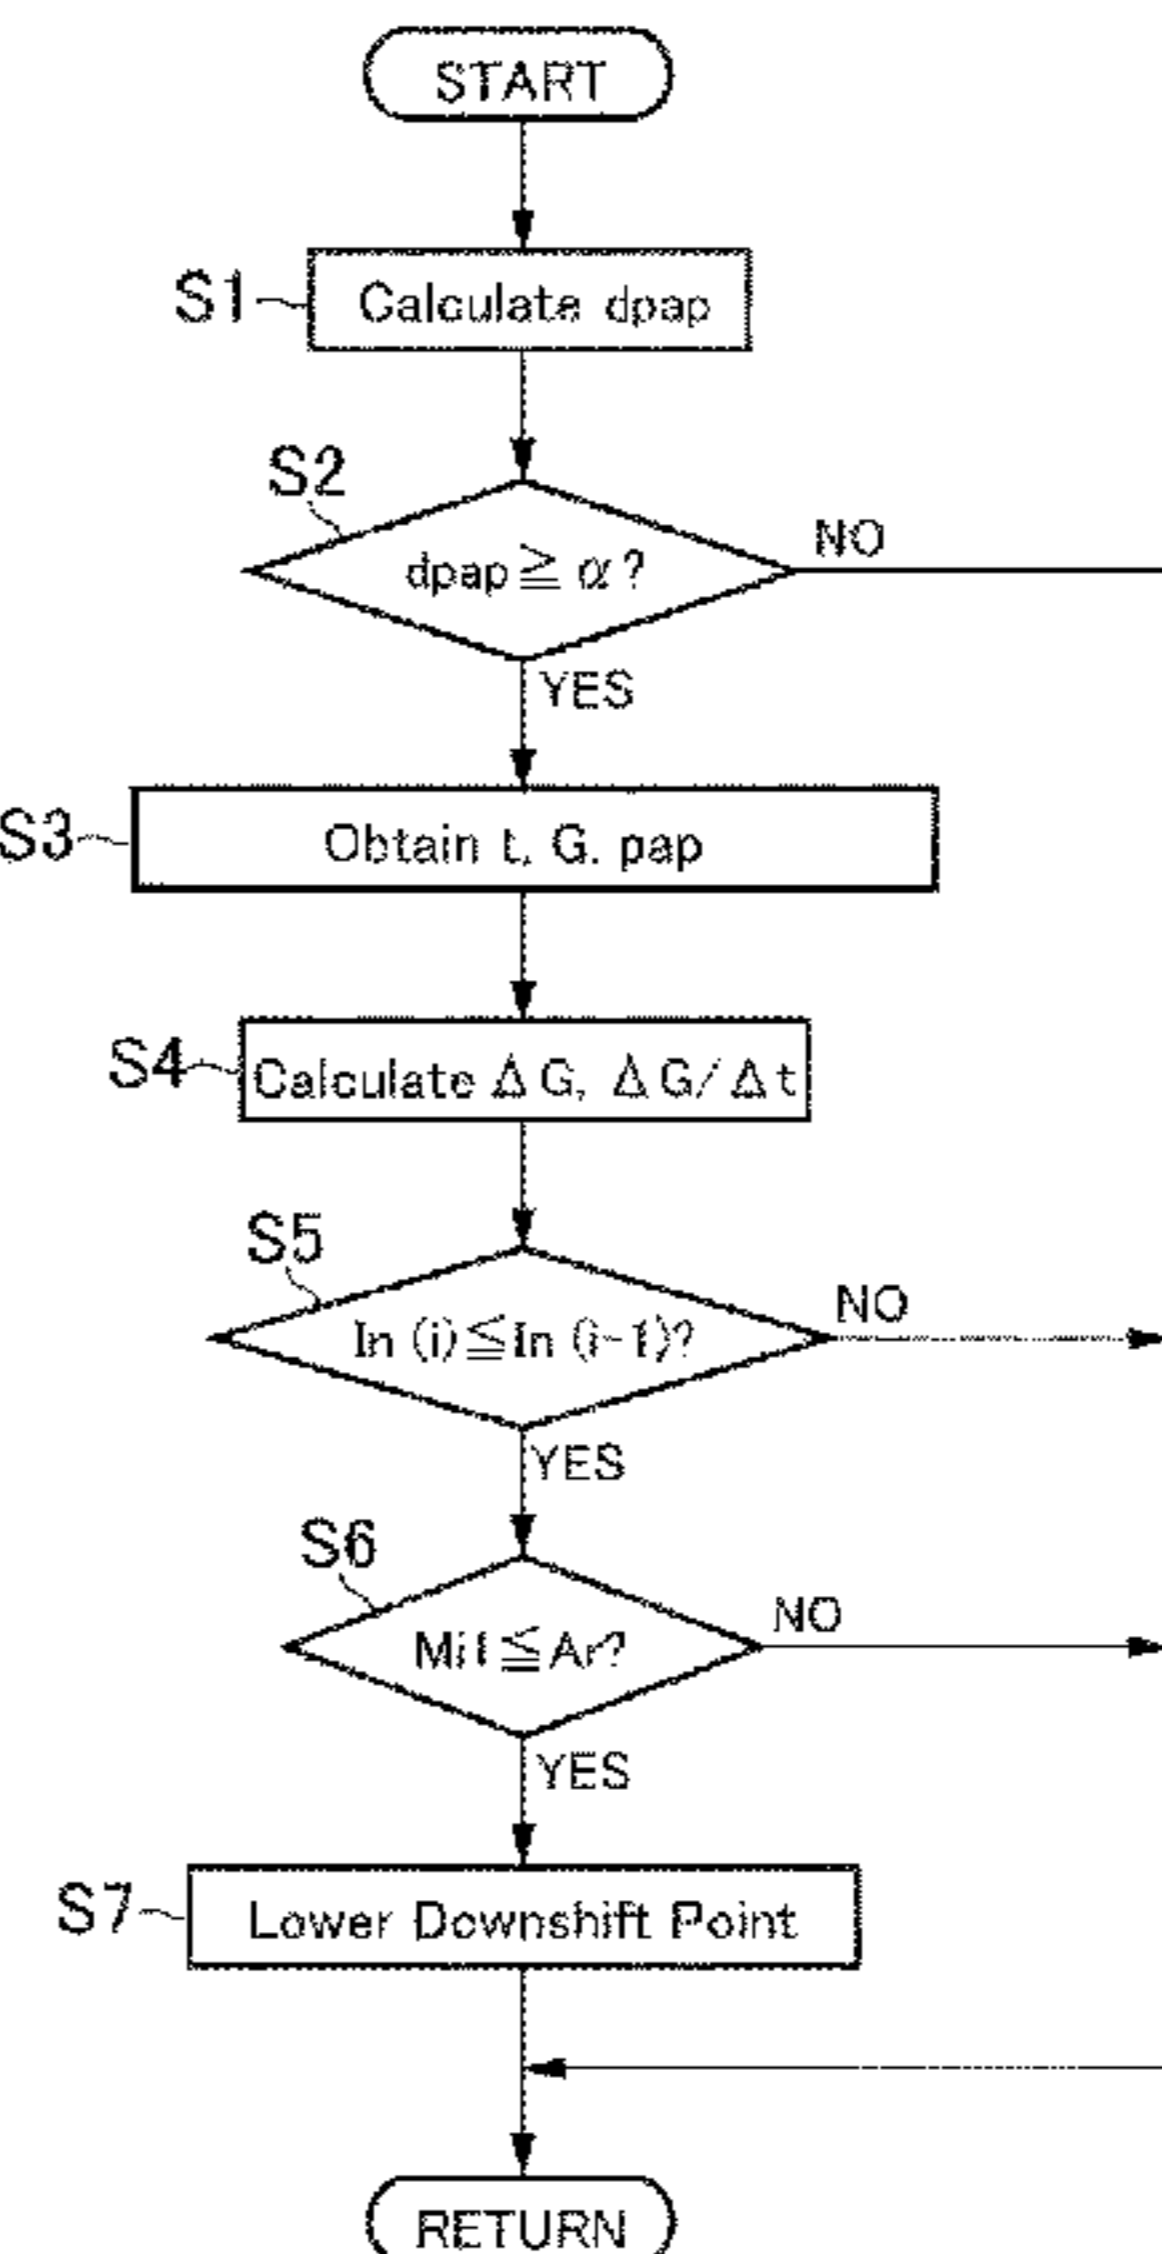 START
S1
Calculate dpap
S2
dpap≧α?
NO
YES
S3
Obtain t, G. pap
S4
Calculate ΔG, ΔG/Δt
S5
In (i)≦In (i-1)?
NO
YES
S6
≦Ar?
NO
YES
S7
Lower Downshift Point
RETURN